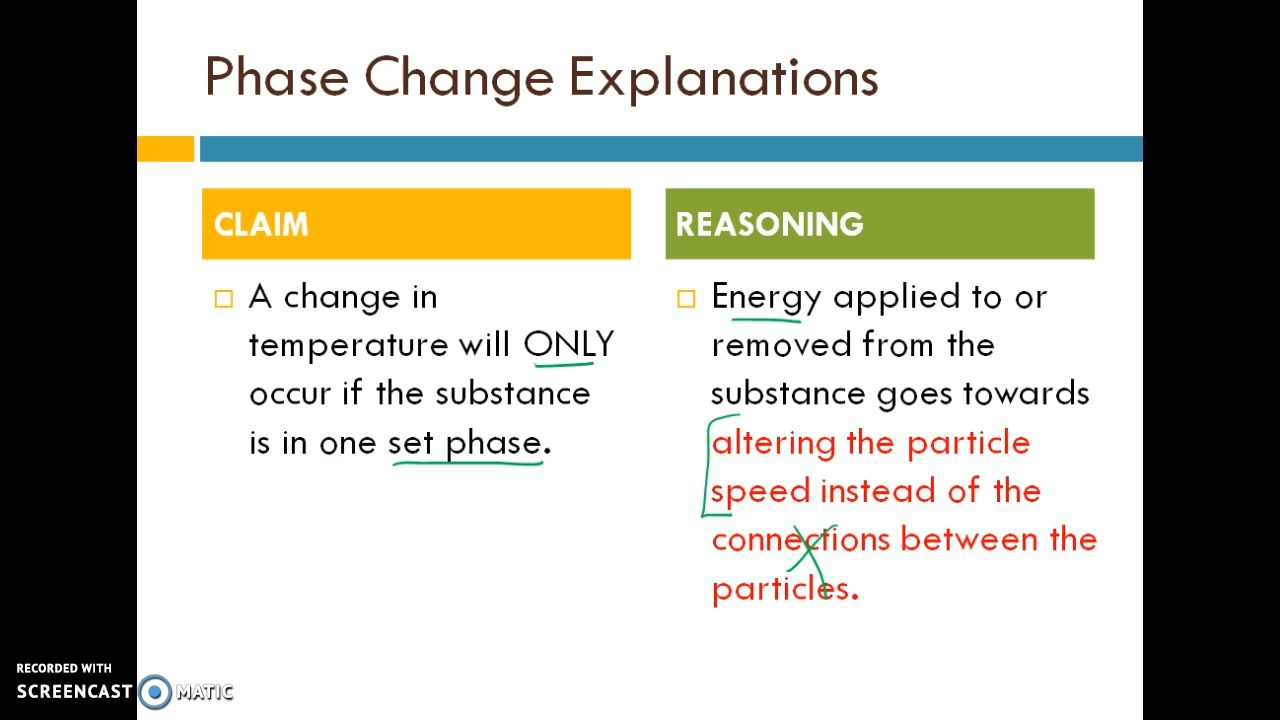 Phase Change Explanations
CLAIM
A change in
temperature will ONLY
occur if the substance
is in one set phase.
REASONING
Energy applied to or
removed from the
substance goes towards
altering the particle
speed instead of the
connections between the
particles.
RECORDED WITH
SCREENCAST MATIC